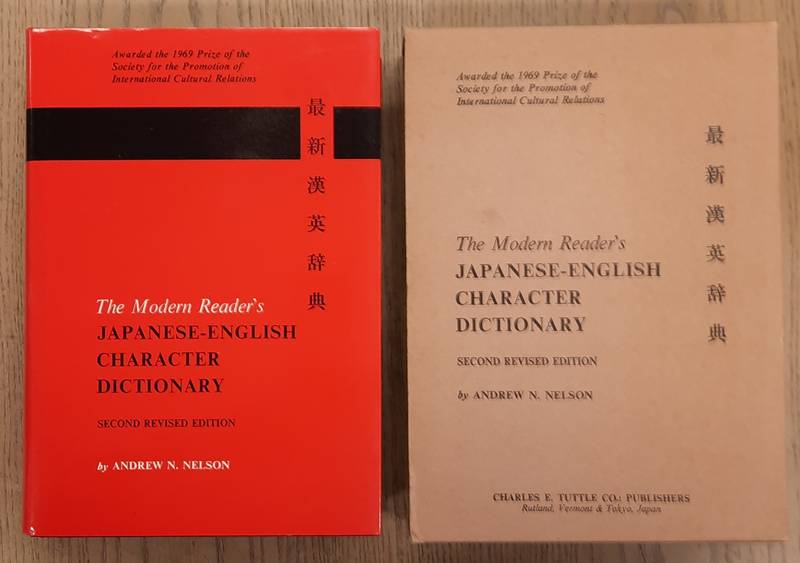 Awarded the 1969 Prize of the
Society for the Promotion of
International Cultural Relations
最新漢英辞典
The Modern Reader's
JAPANESE-ENGLISH
CHARACTER
DICTIONARY
SECOND REVISED EDITION
by ANDREW N. NELSON
Awarded the 1969 Prize of the
Society for the Promotion of
International Cultural Relations
最新漢英辞典
The Modern Reader's
JAPANESE-ENGLISH
CHARACTER
DICTIONARY
SECOND REVISED EDITION
by ANDREW N. NELSON
CHARLES E. TUTTLE CO.: PUBLISHERS
Rutland, Vermont & Tokyo, Japan